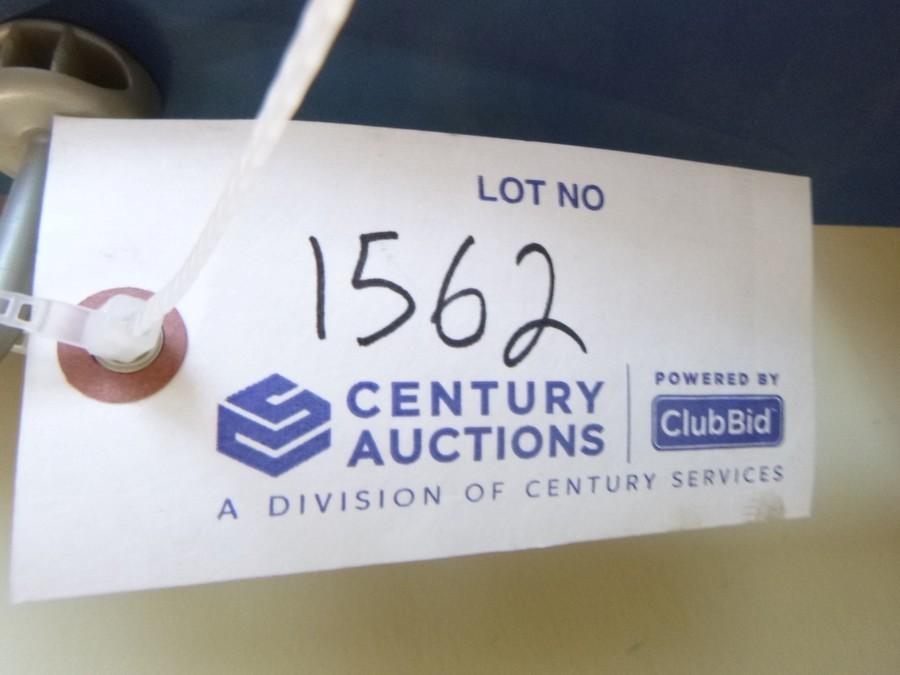 LOT NO
1562
CENTURY
AUCTIONS
POWERED BY
ClubBid
A DIVISION OF CENTURY SERVICES